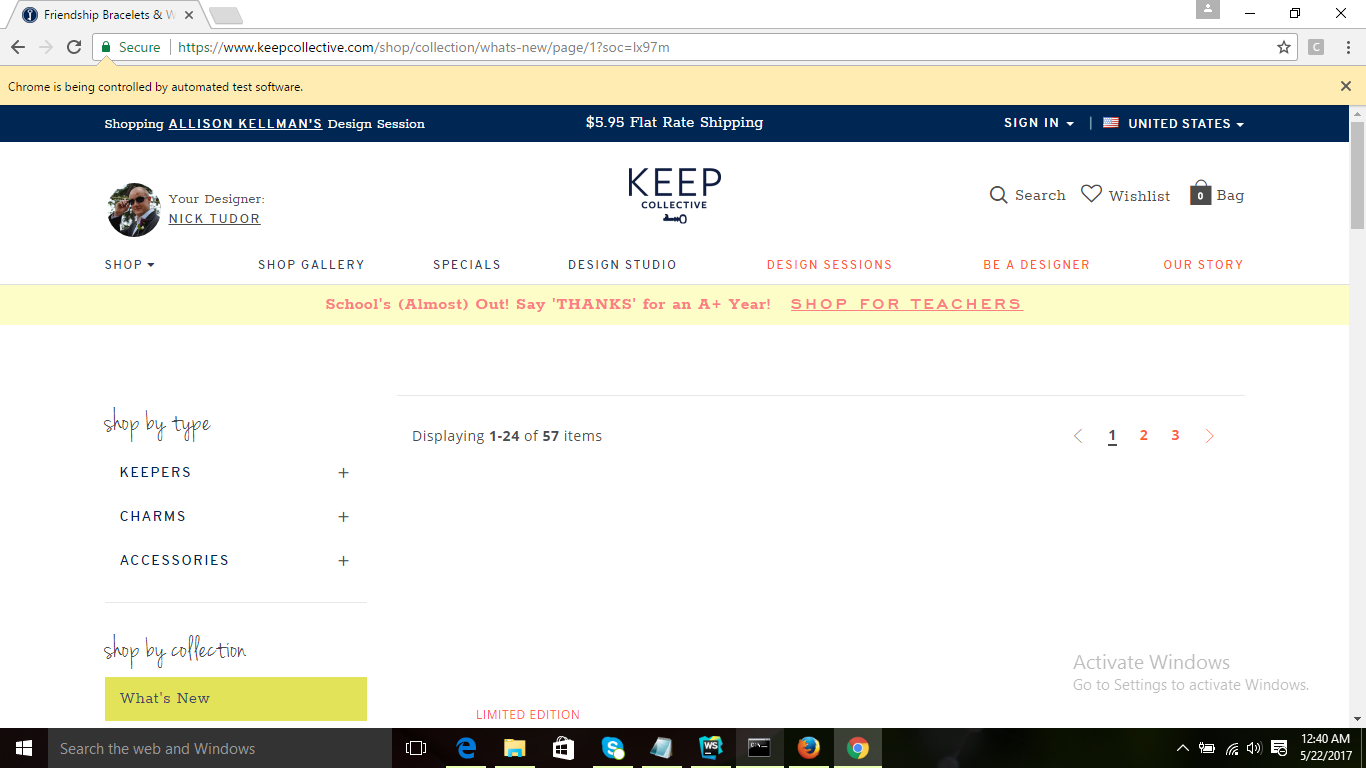 Friendship Bracelets & W
Secure https://www.keepcollective.com/shop/collection/whats-new/page/1?soc=lx97m
C
Chrome is being controlled by automated test software.
Shopping ALLISON KELLMAN'S Design Session
$5.95 Flat Rate Shipping
SIGN IN | UNITED STATES
Your Designer:
NICK TUDOR
KEEP
COLLECTIVE
Search Wishlist 0 Bag
SHOP SHOP GALLERY SPECIALS DESIGN STUDIO DESIGN SESSIONS BE A DESIGNER OUR STORY
School's (Almost) Out! Say 'THANKS' for an A+ Year! SHOP FOR TEACHERS
shop by type
Displaying 1-24 of 57 items
1 2 3
KEEPERS +
CHARMS +
ACCESSORIES +
shop by collection
What's New
LIMITED EDITION
Activate Windows
Go to Settings to activate Windows.
Search the web and Windows
WS
12:40 AM
5/22/2017